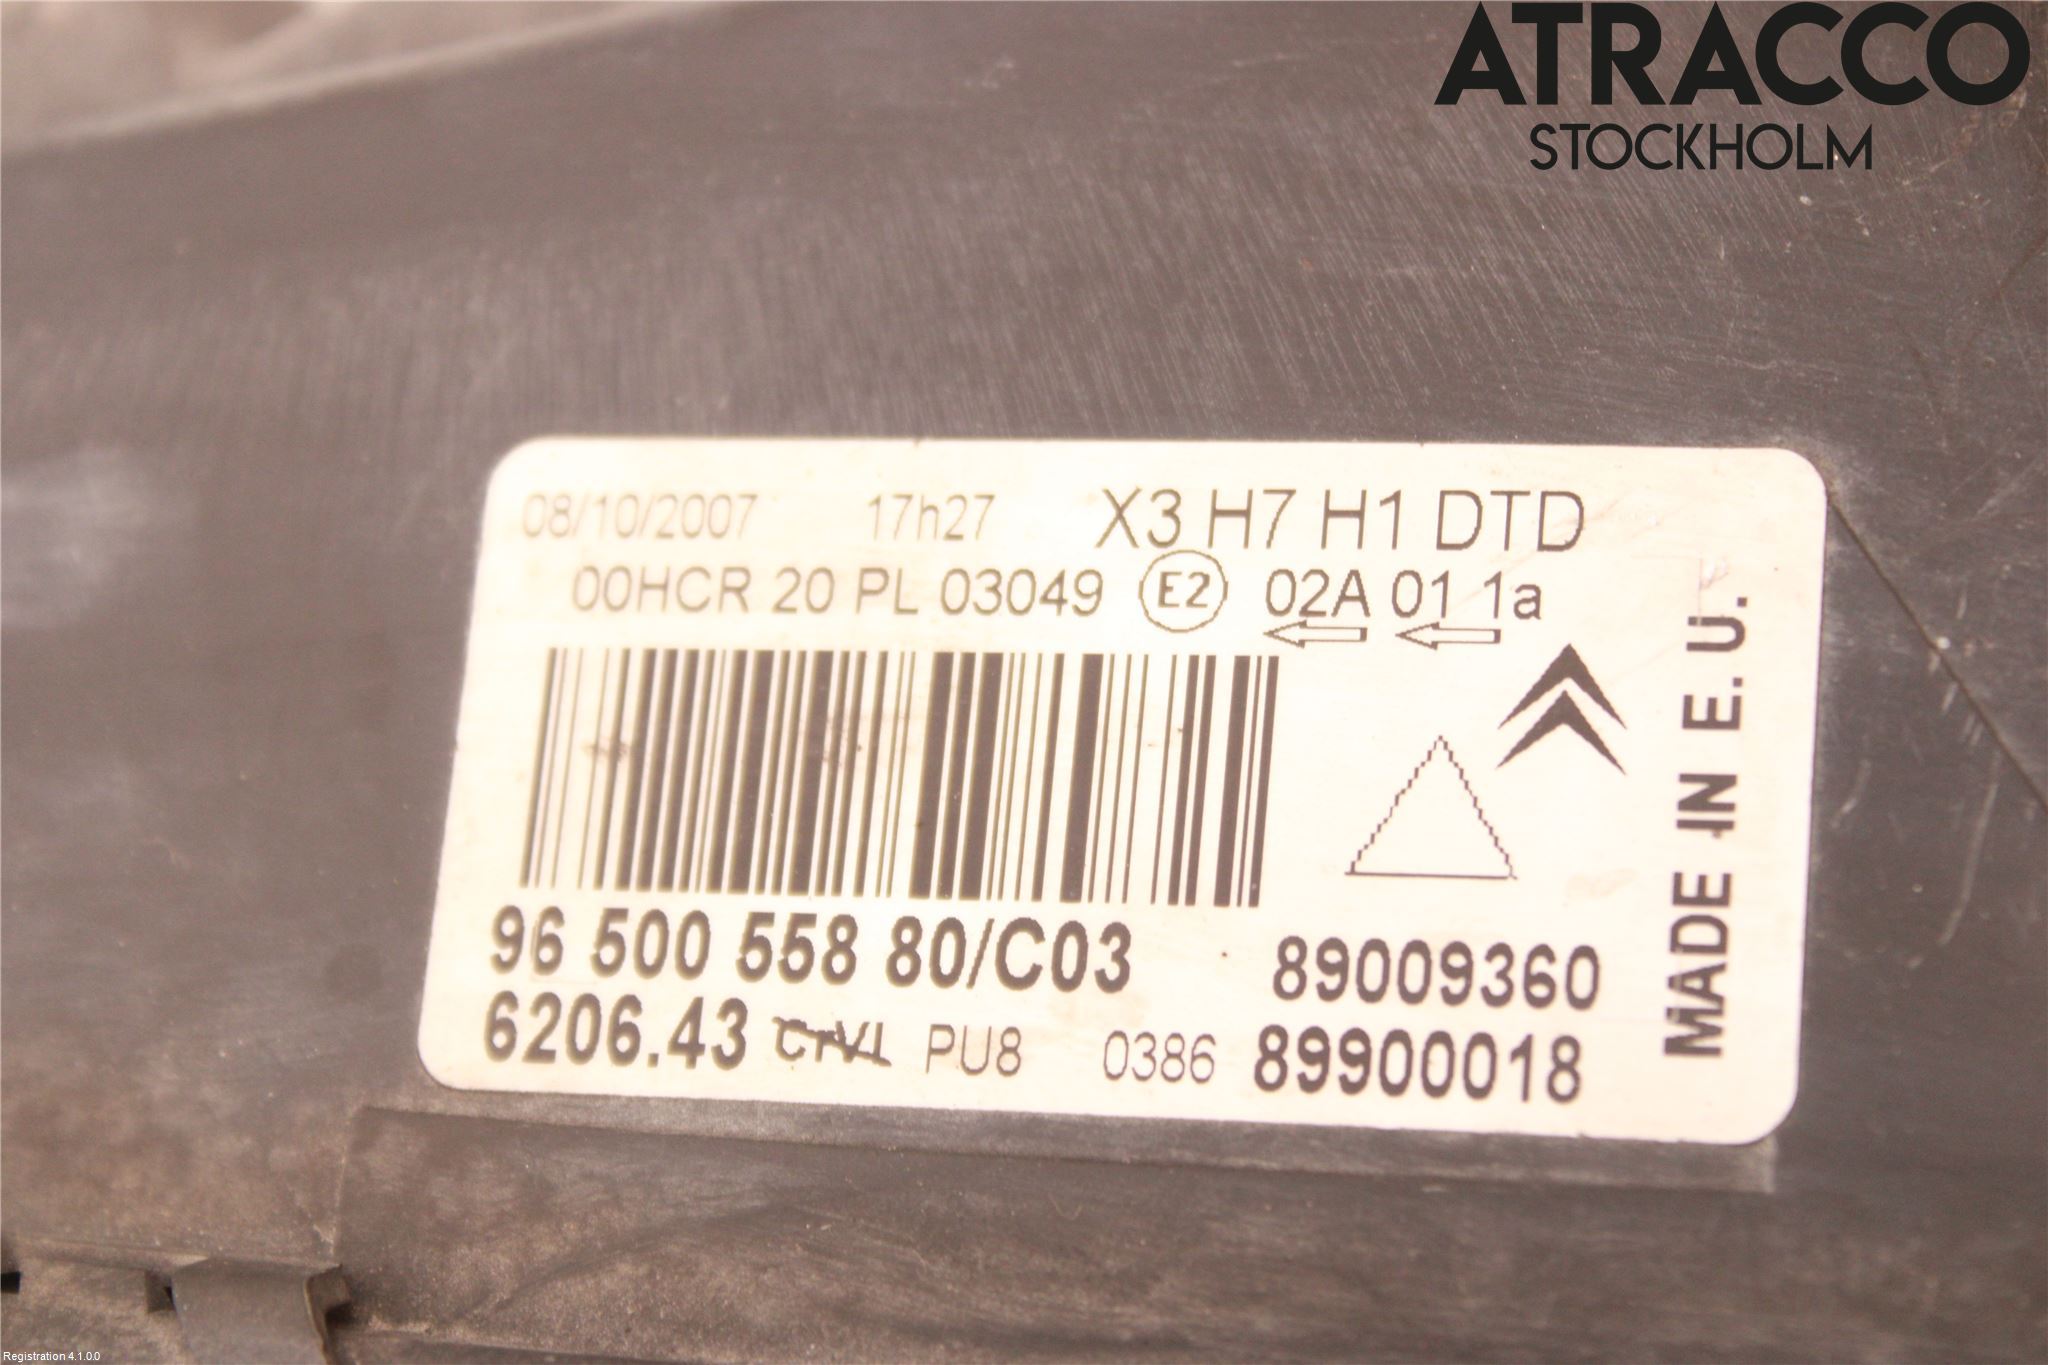 ATRACCO
STOCKHOLM
08/10/2007 17h27 X3 H7 H1 DTD
00HCR 20 PL 03049 E2 02A 01 1a
96 500 558 80/C03 89009360
6206.43 PU8 0386 89900018
MADE IN E.U.
Registration 4.1.0.0